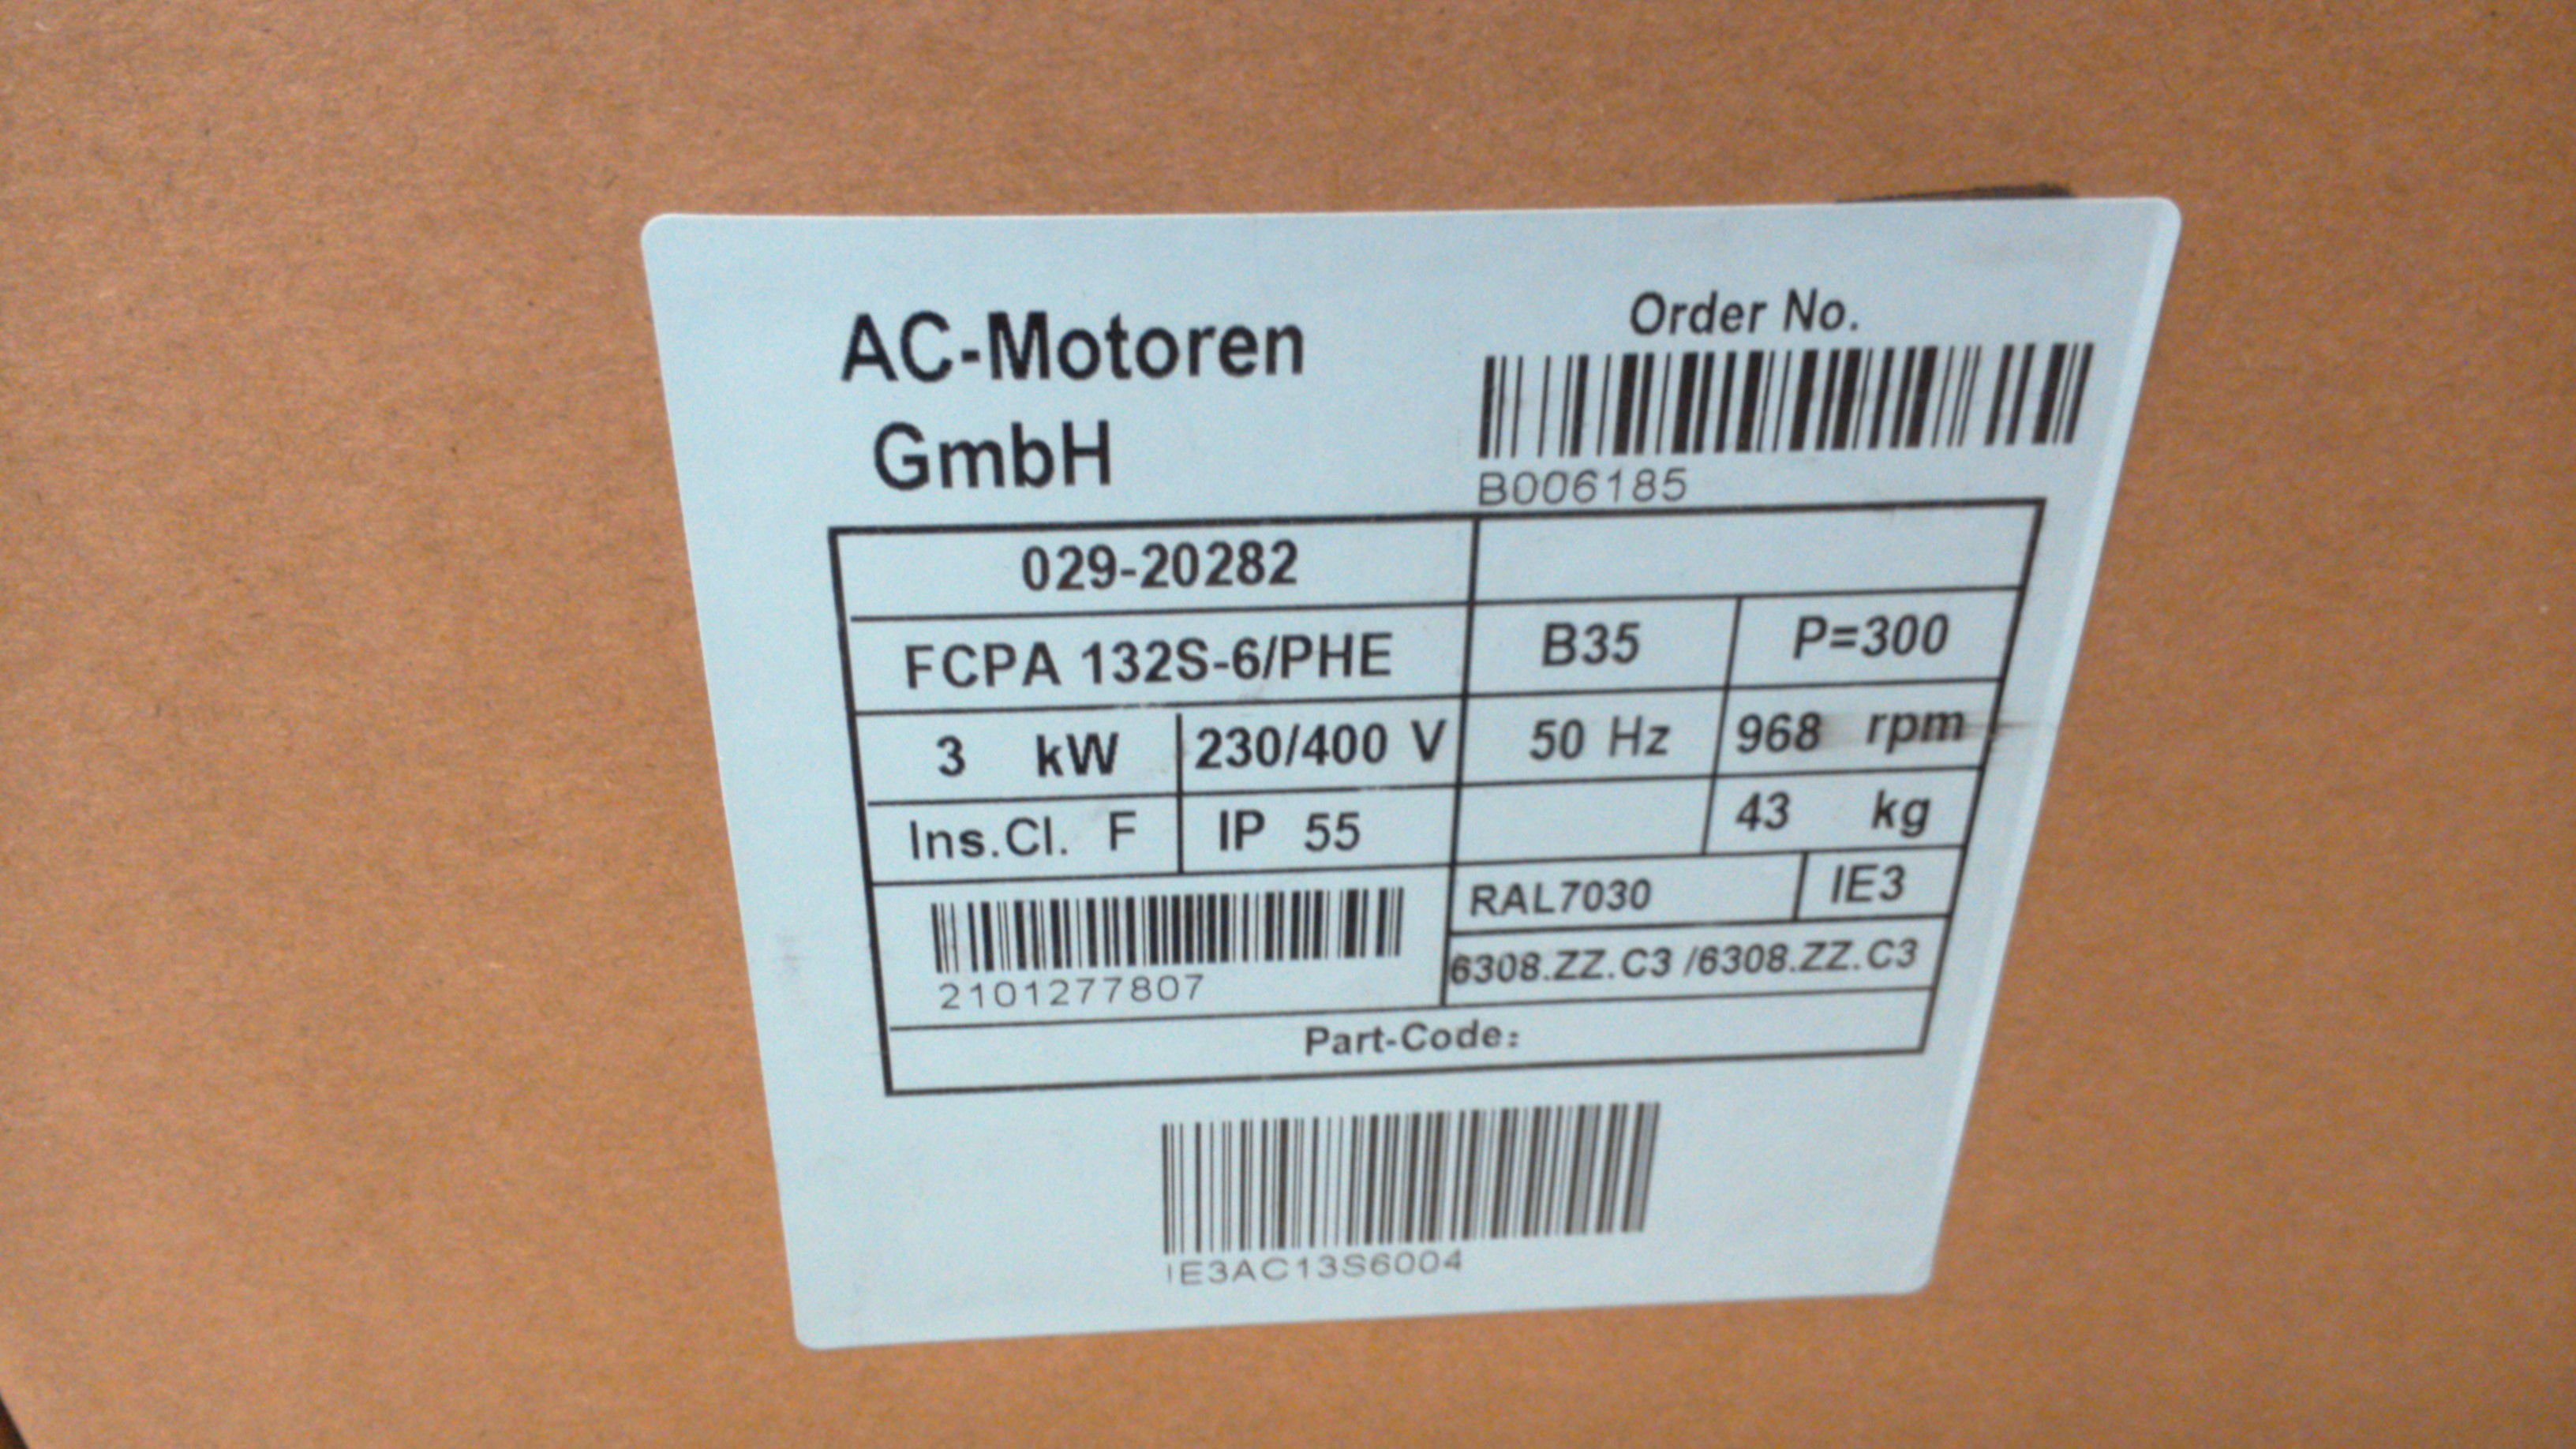 AC-Motoren
GmbH
Order No.
B006185
029-20282
FCPA 132S-6/PHE B35 P=300
3 kW 230/400 V 50 Hz 968 rpm
Ins.Cl. F IP 55 43 kg
RAL7030 IE3
2101277807
6308.ZZ.C3 /6308.ZZ.C3
Part-Code:
IE3AC13S6004